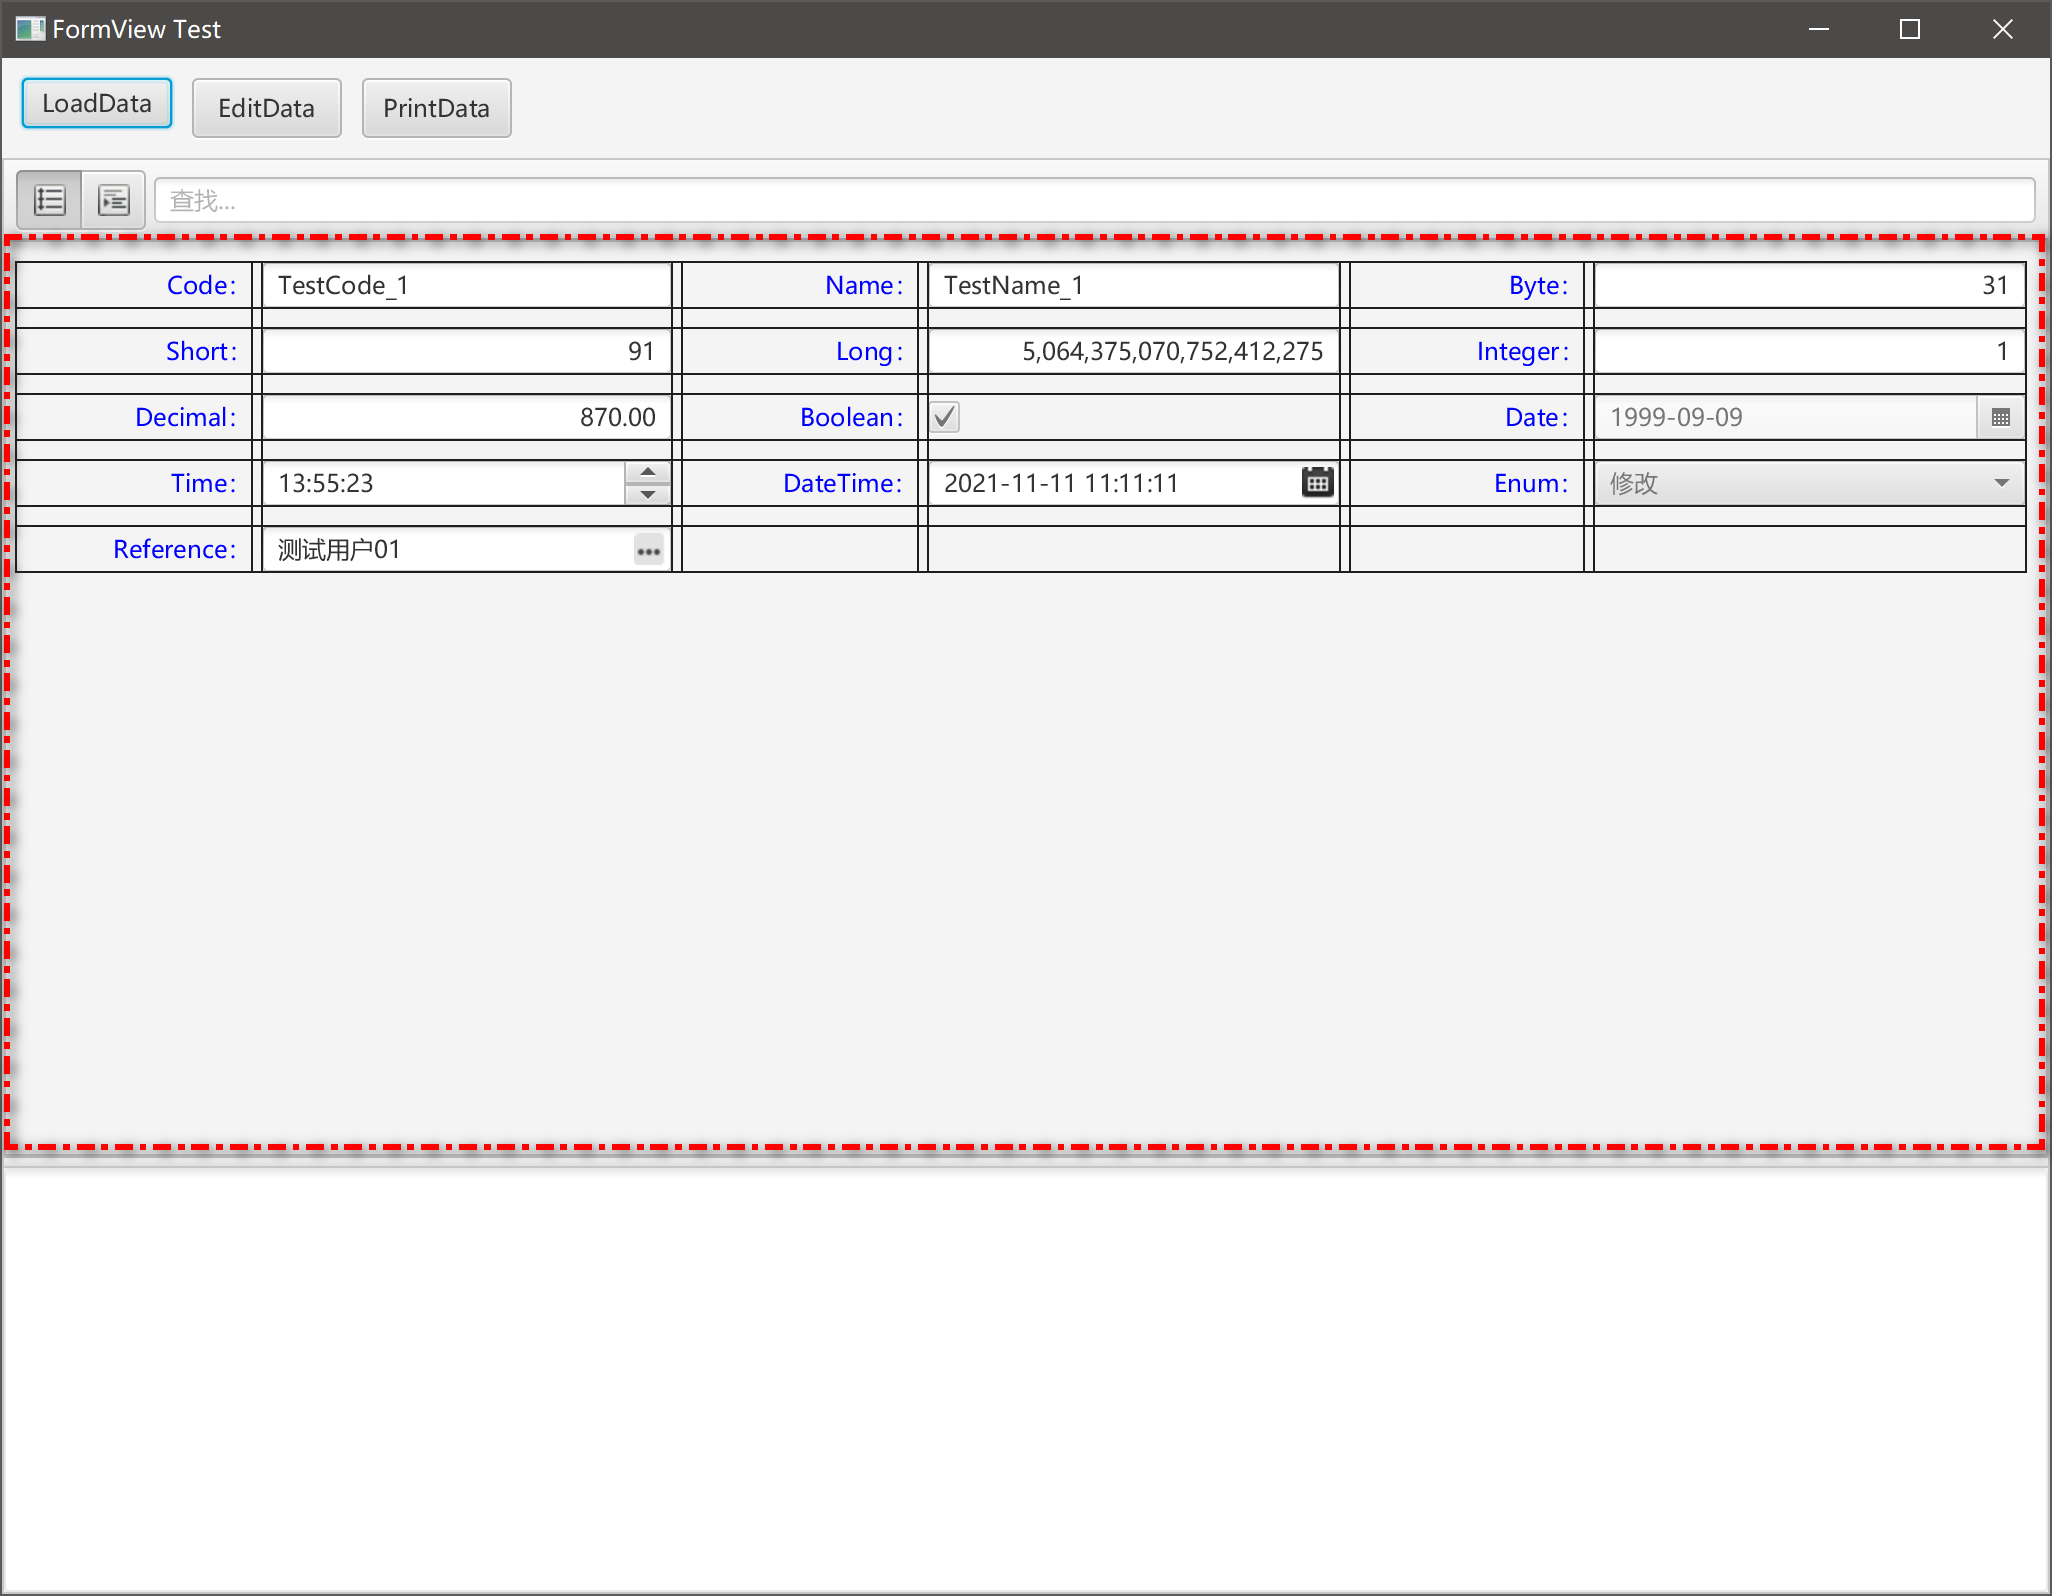 FormView Test
LoadData EditData PrintData
查找...
Code: TestCode_1 Name: TestName_1 Byte: 31
Short: 91 Long: 5,064,375,070,752,412,275 Integer: 1
Decimal: 870.00 Boolean: Date: 1999-09-09
Time: 13:55:23 DateTime: 2021-11-11 11:11:11 Enum: 修改
Reference: 测试用户01